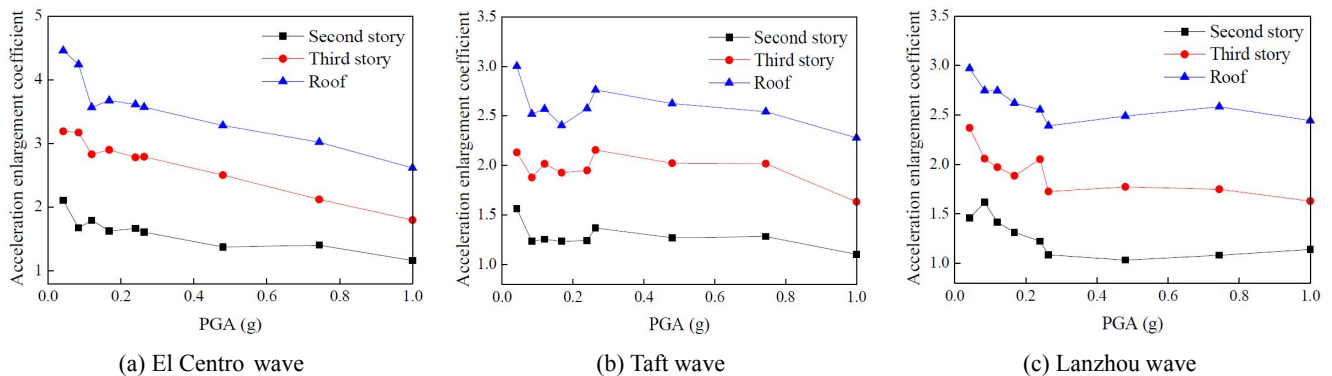 Acceleration enlargement coefficient
5
4
3
2
1
0.0 0.2 0.4 0.6 0.8 1.0
PGA (g)
Second story
Third story
Roof
(a) El Centro wave
Acceleration enlargement coefficient
3.5
3.0
2.5
2.0
1.5
1.0
0.0 0.2 0.4 0.6 0.8 1.0
PGA (g)
Second story
Third story
Roof
(b) Taft wave
Acceleration enlargement coefficient
3.5
3.0
2.5
2.0
1.5
1.0
0.0 0.2 0.4 0.6 0.8 1.0
PGA (g)
Second story
Third story
Roof
(c) Lanzhou wave